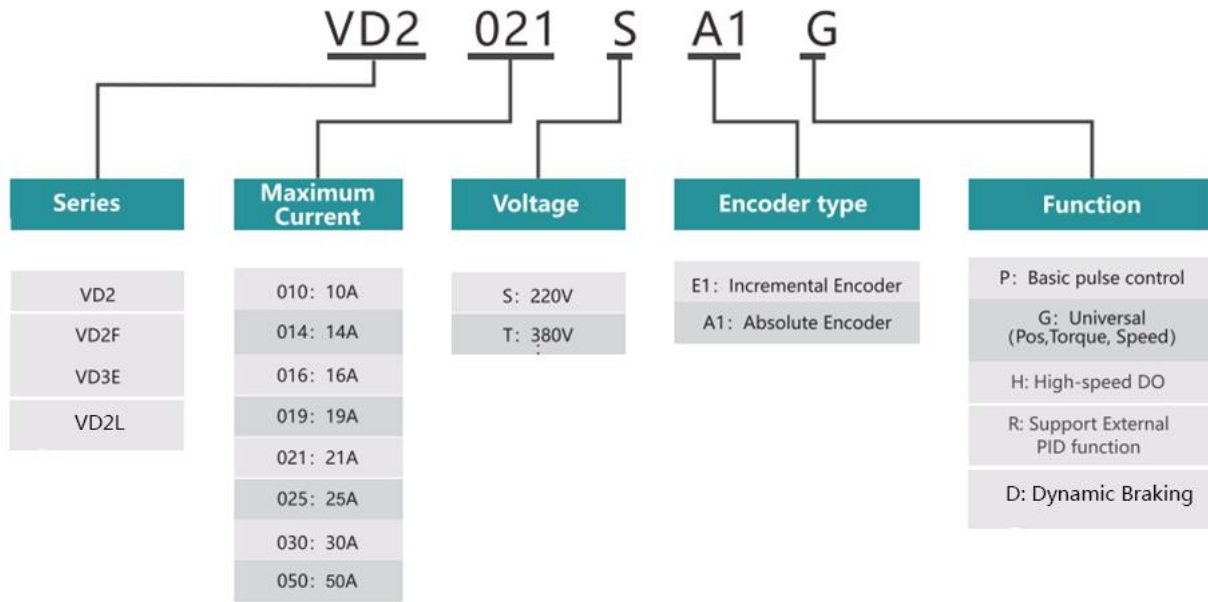 VD2 021 S A1 G
Series
Maximum
Current
Voltage
Encoder type
Function
VD2
VD2F
VD3E
VD2L
010: 10A
014: 14A
016: 16A
019: 19A
021: 21A
025: 25A
030: 30A
050: 50A
S: 220V
T: 380V
E1: Incremental Encoder
A1: Absolute Encoder
P: Basic pulse control
G: Universal
(Pos,Torque, Speed)
H: High-speed DO
R: Support External
PID function
D: Dynamic Braking